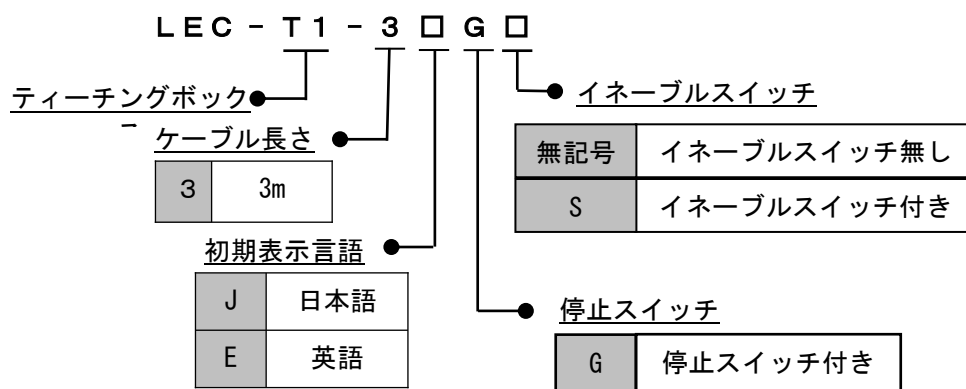 LEC-T1-3□G□
ティーチングボック
イネーブルスイッチ
ケーブル長さ
無記号 イネーブルスイッチ無し
S イネーブルスイッチ付き
3 3m
初期表示言語
J 日本語
E 英語
停止スイッチ
G 停止スイッチ付き